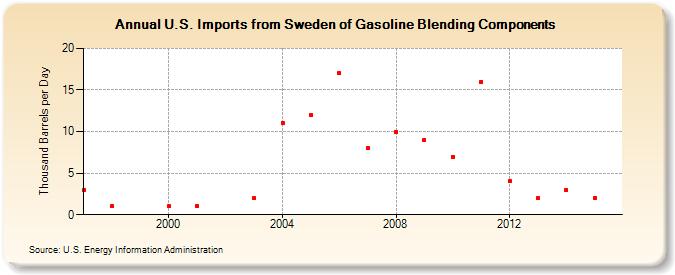 Annual U.S. Imports from Sweden of Gasoline Blending Components
Thousand Barrels per Day
20
15
10
5
0
2000 2004 2008 2012
Source: U.S. Energy Information Administration